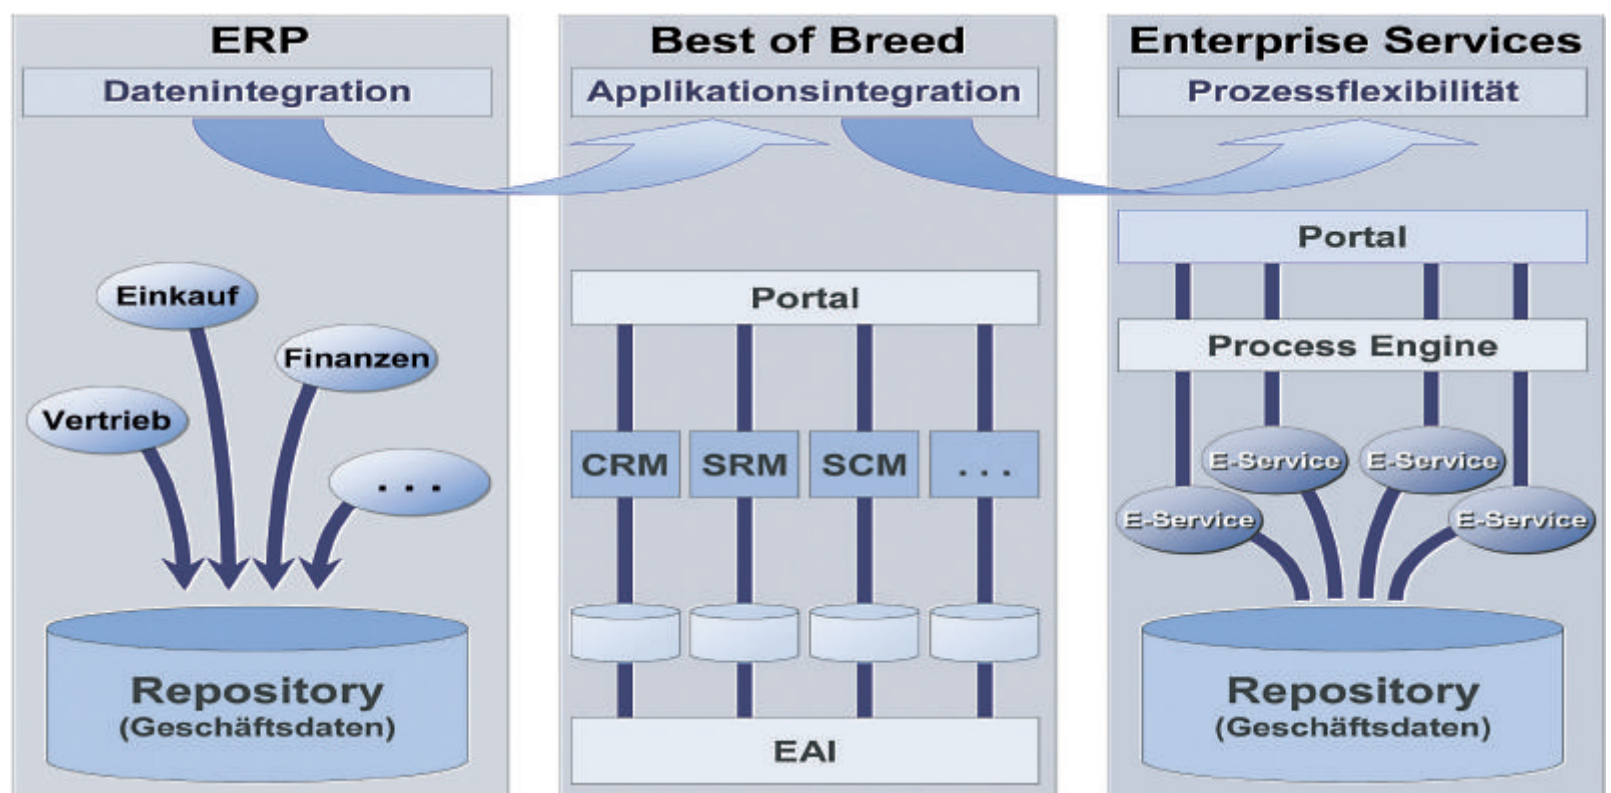 ERP
Datenintegration
Einkauf
Finanzen
Vertrieb
...
Repository
(Geschäftsdaten)
Best of Breed
Applikationsintegration
Portal
CRM
SRM
SCM
...
EAI
Enterprise Services
Prozessflexibilität
Portal
Process Engine
E-Service
E-Service
E-Service
E-Service
Repository
(Geschäftsdaten)